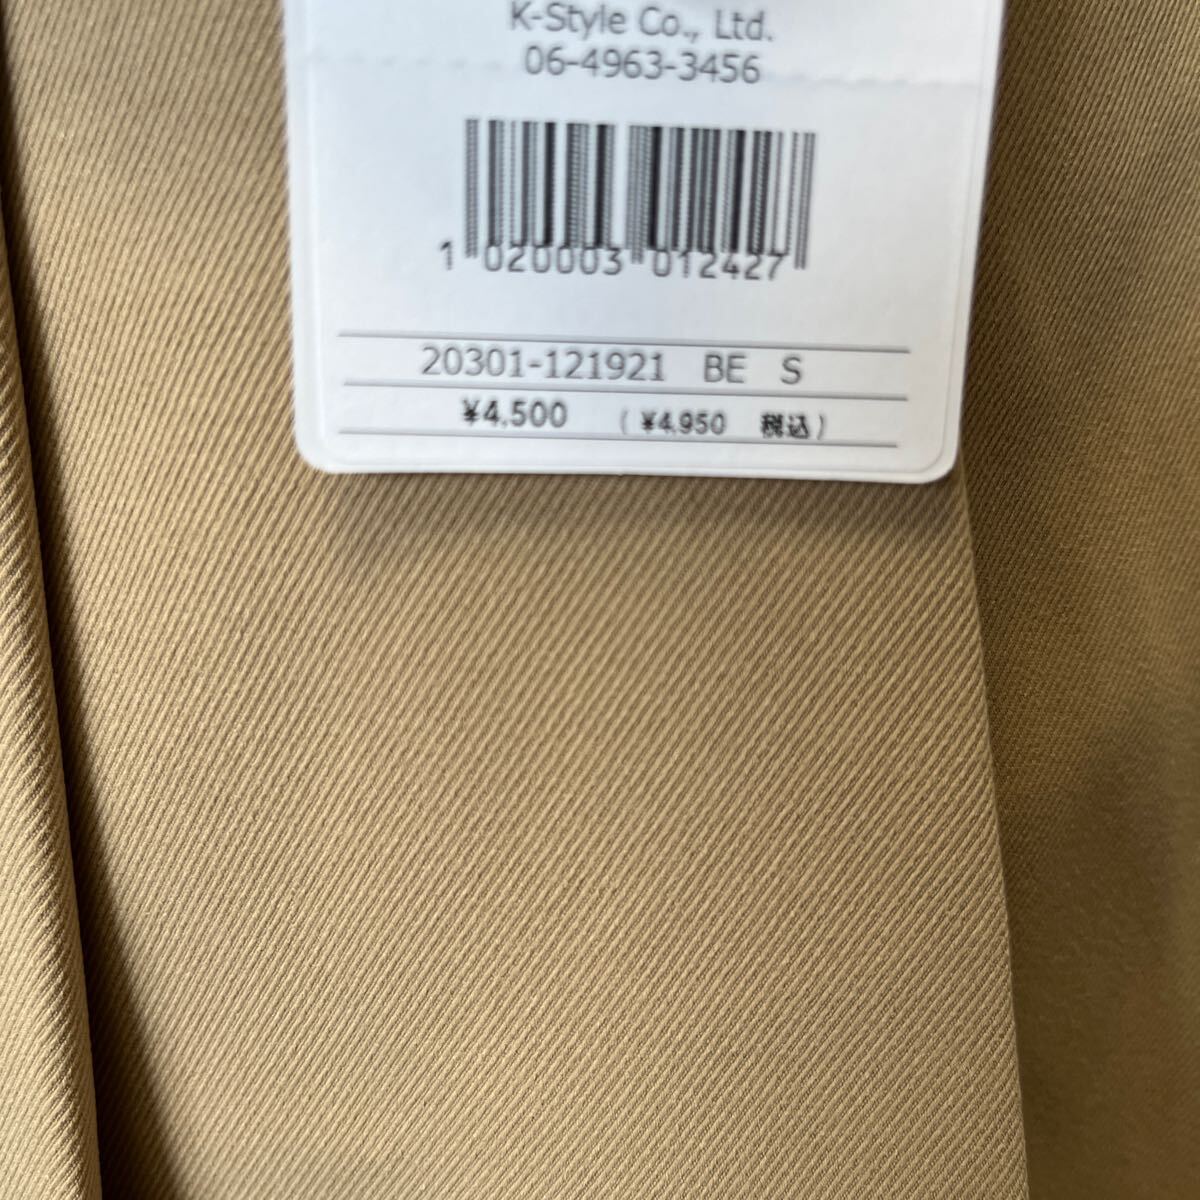 K-Style Co., Ltd.
06-4963-3456
1 020003 012427
20301-121921 BE S
¥4,500 (¥4,950 税込)